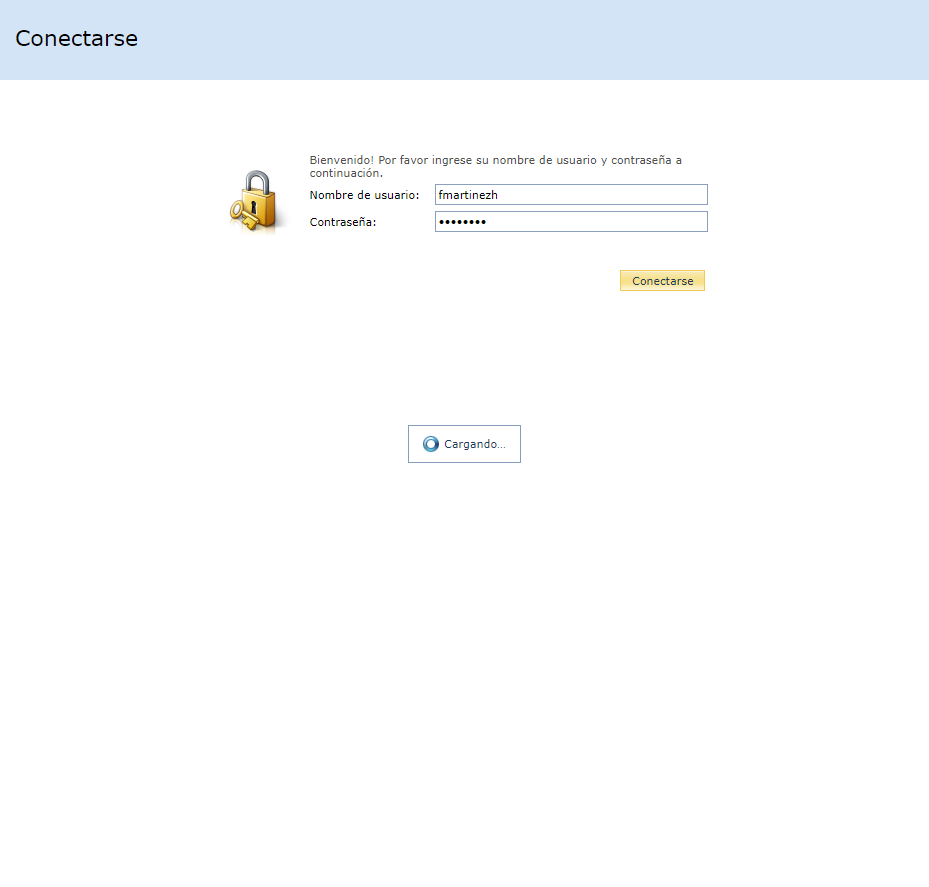 Conectarse
Bienvenido! Por favor ingrese su nombre de usuario y contraseña a
continuación.
Nombre de usuario: fmartinezh
Contraseña: ••••••••
Conectarse
Cargando...